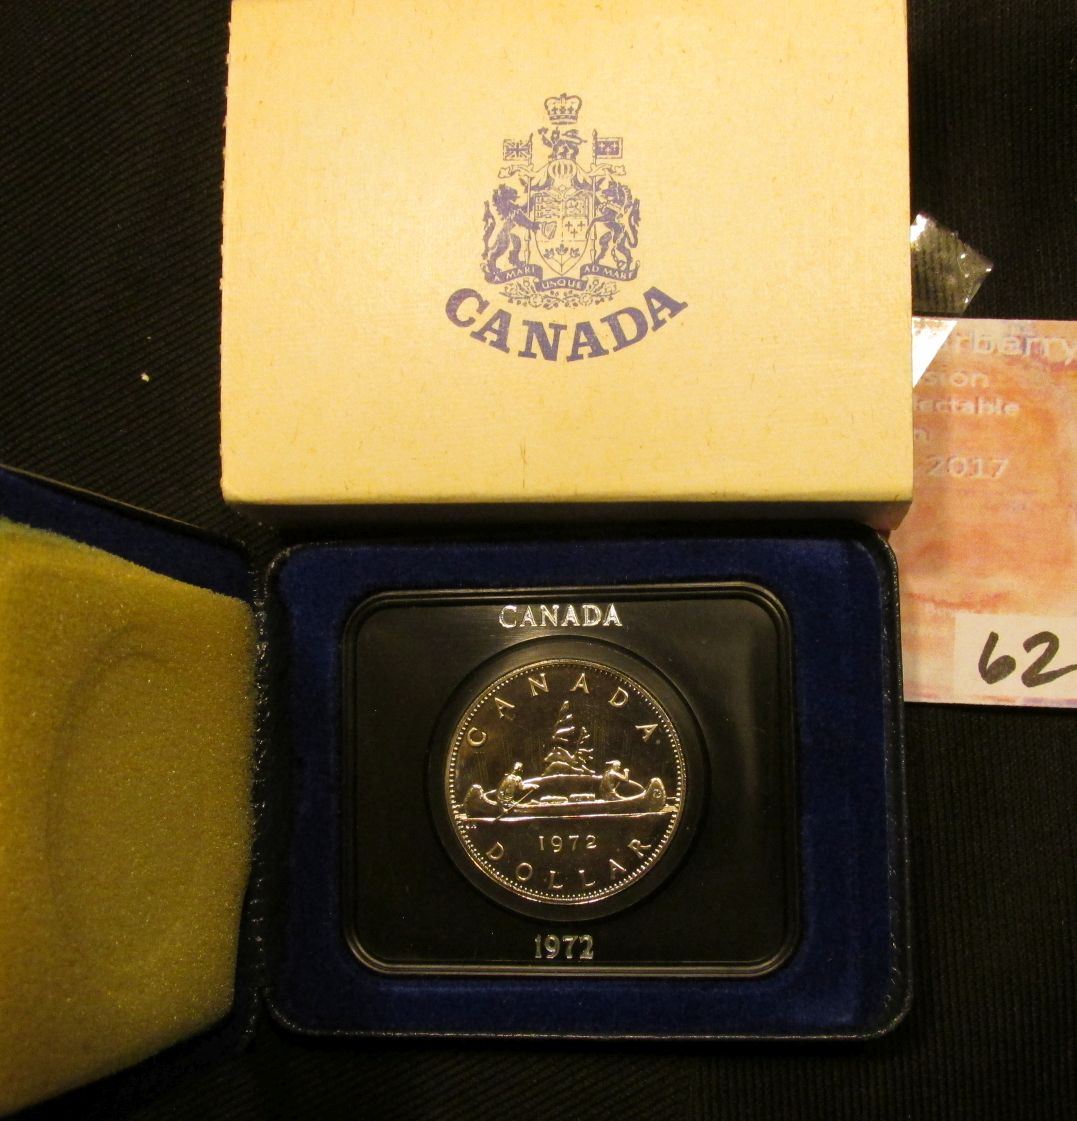 A MARI USQUE AD MARE
CANADA
2017
62
CANADA
CANADA
1972
DOLLAR
1972